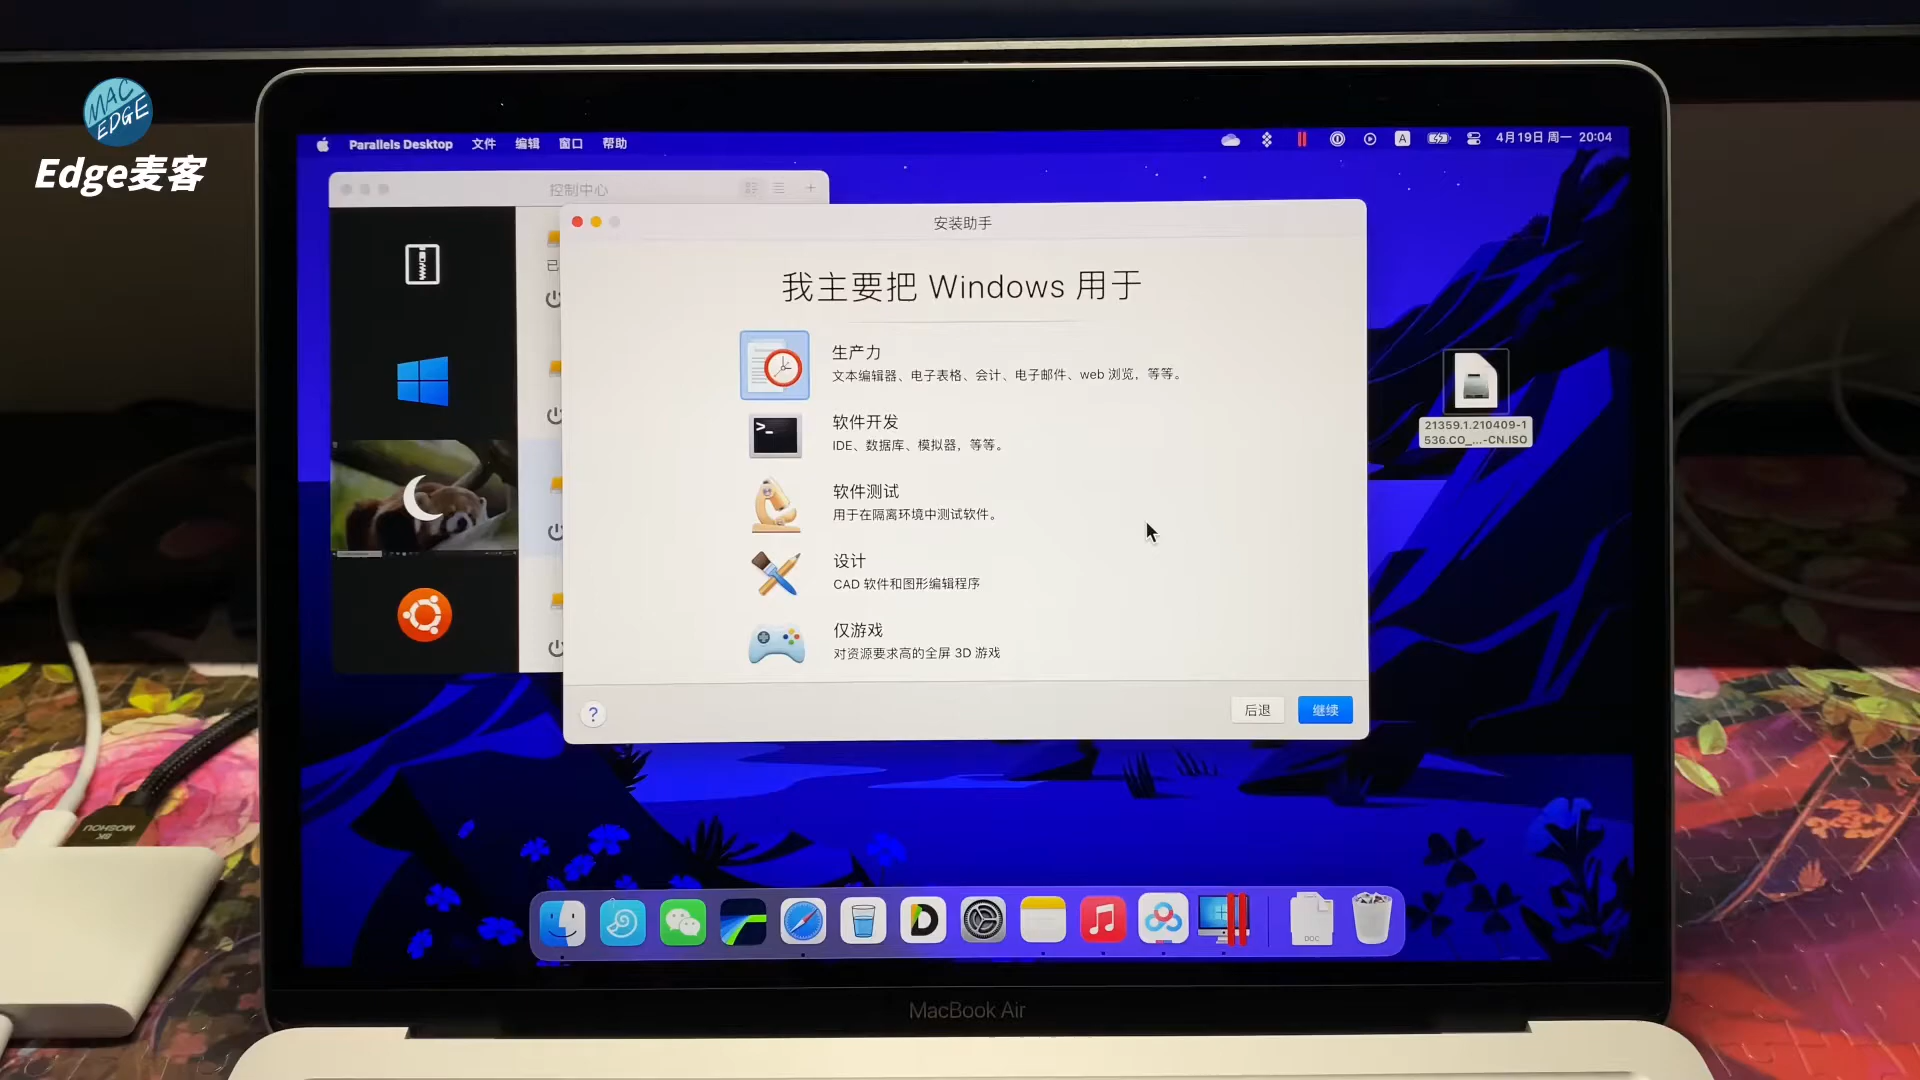 MAC
EDGE
Edge麦客
Parallels Desktop 文件 编辑 窗口 帮助
A
4月19日 周一 20:04
控制中心
安装助手
我主要把 Windows 用于
生产力
文本编辑器、电子表格、会计、电子邮件、web 浏览，等等。
软件开发
IDE、数据库、模拟器，等等。
软件测试
用于在隔离环境中测试软件。
设计
CAD 软件和图形编辑程序
仅游戏
对资源要求高的全屏 3D 游戏
?
后退
继续
已
21359.1.210409-1
536.CO_...-CN.ISO
DOC
MOSHOU
8K
MacBook Air